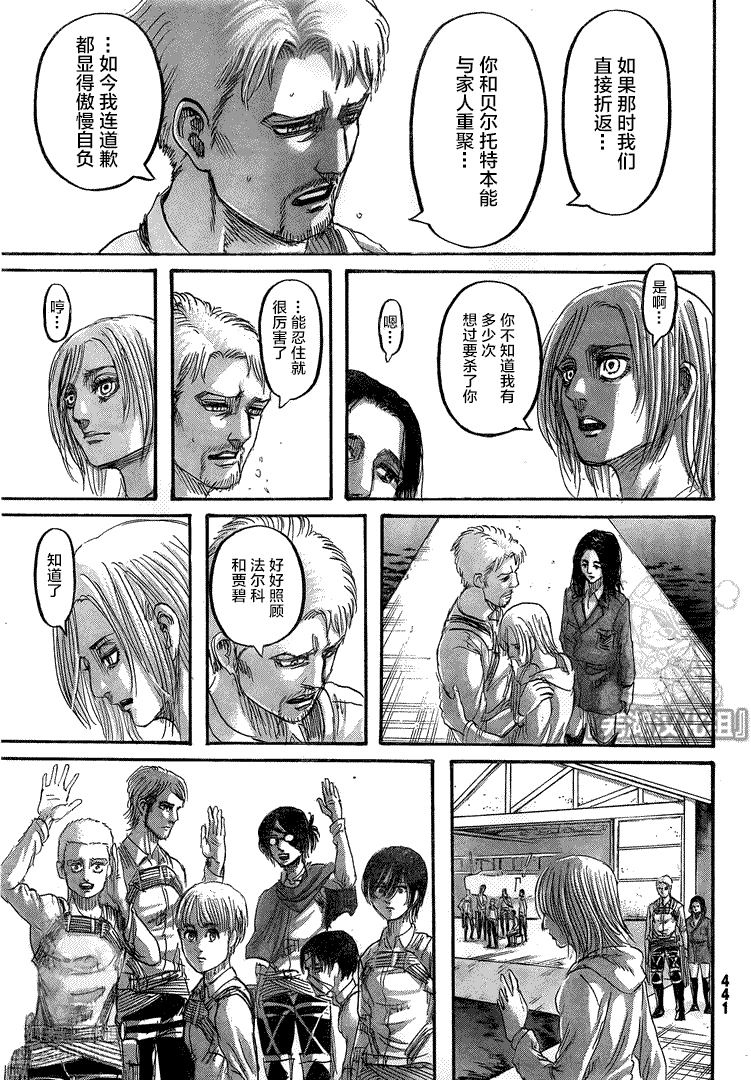 如果那时我们
直接折返…
你和贝尔托特本能
与家人重聚…
…如今我连道歉
都显得傲慢自负
是啊…
你不知道我有
多少次
想过要杀了你
嗯…
…能忍住就
很厉害了
哼…
好好照顾
法尔科
和贾碧
知道了
441